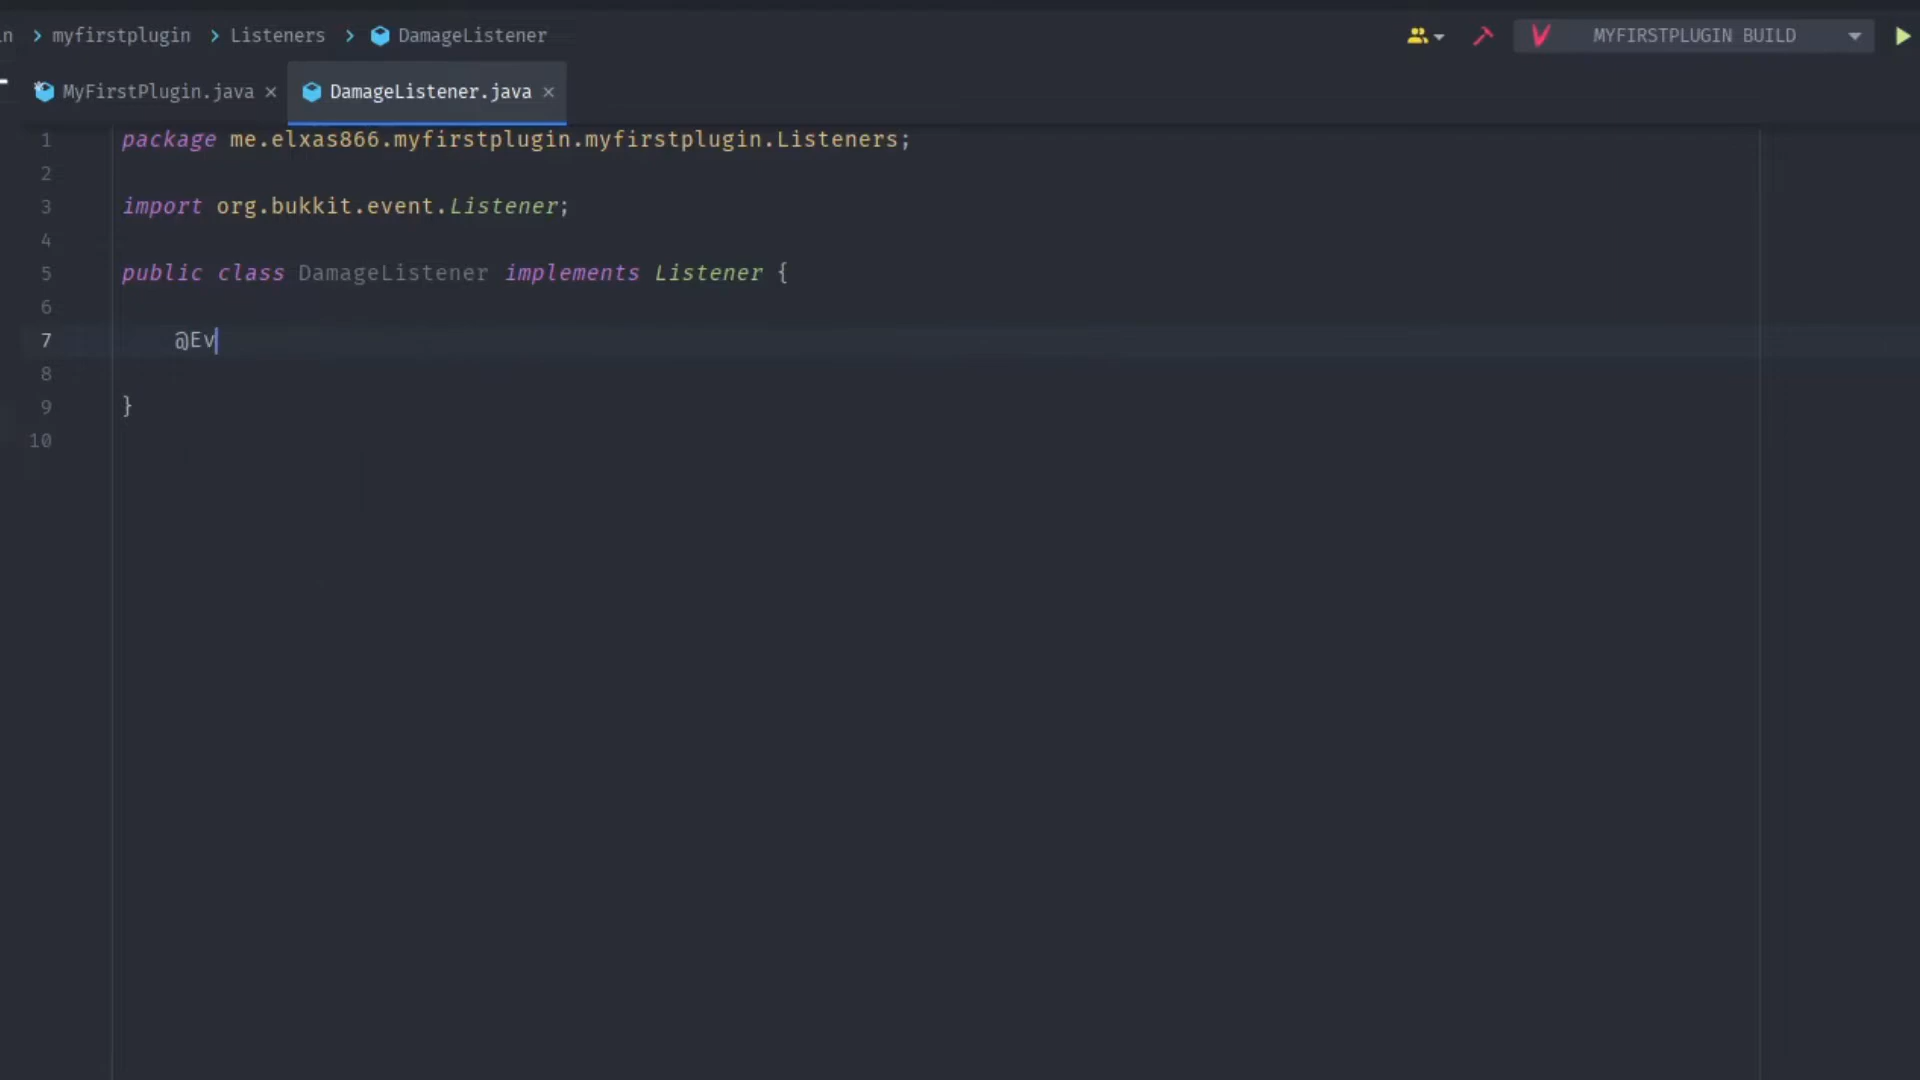 n > myfirstplugin > Listeners > DamageListener
MYFIRSTPLUGIN BUILD
MyFirstPlugin.java × DamageListener.java ×
1 package me.elxas866.myfirstplugin.myfirstplugin.Listeners;
2
3 import org.bukkit.event.Listener;
4
5 public class DamageListener implements Listener {
6
7 @Ev
8
9 }
10